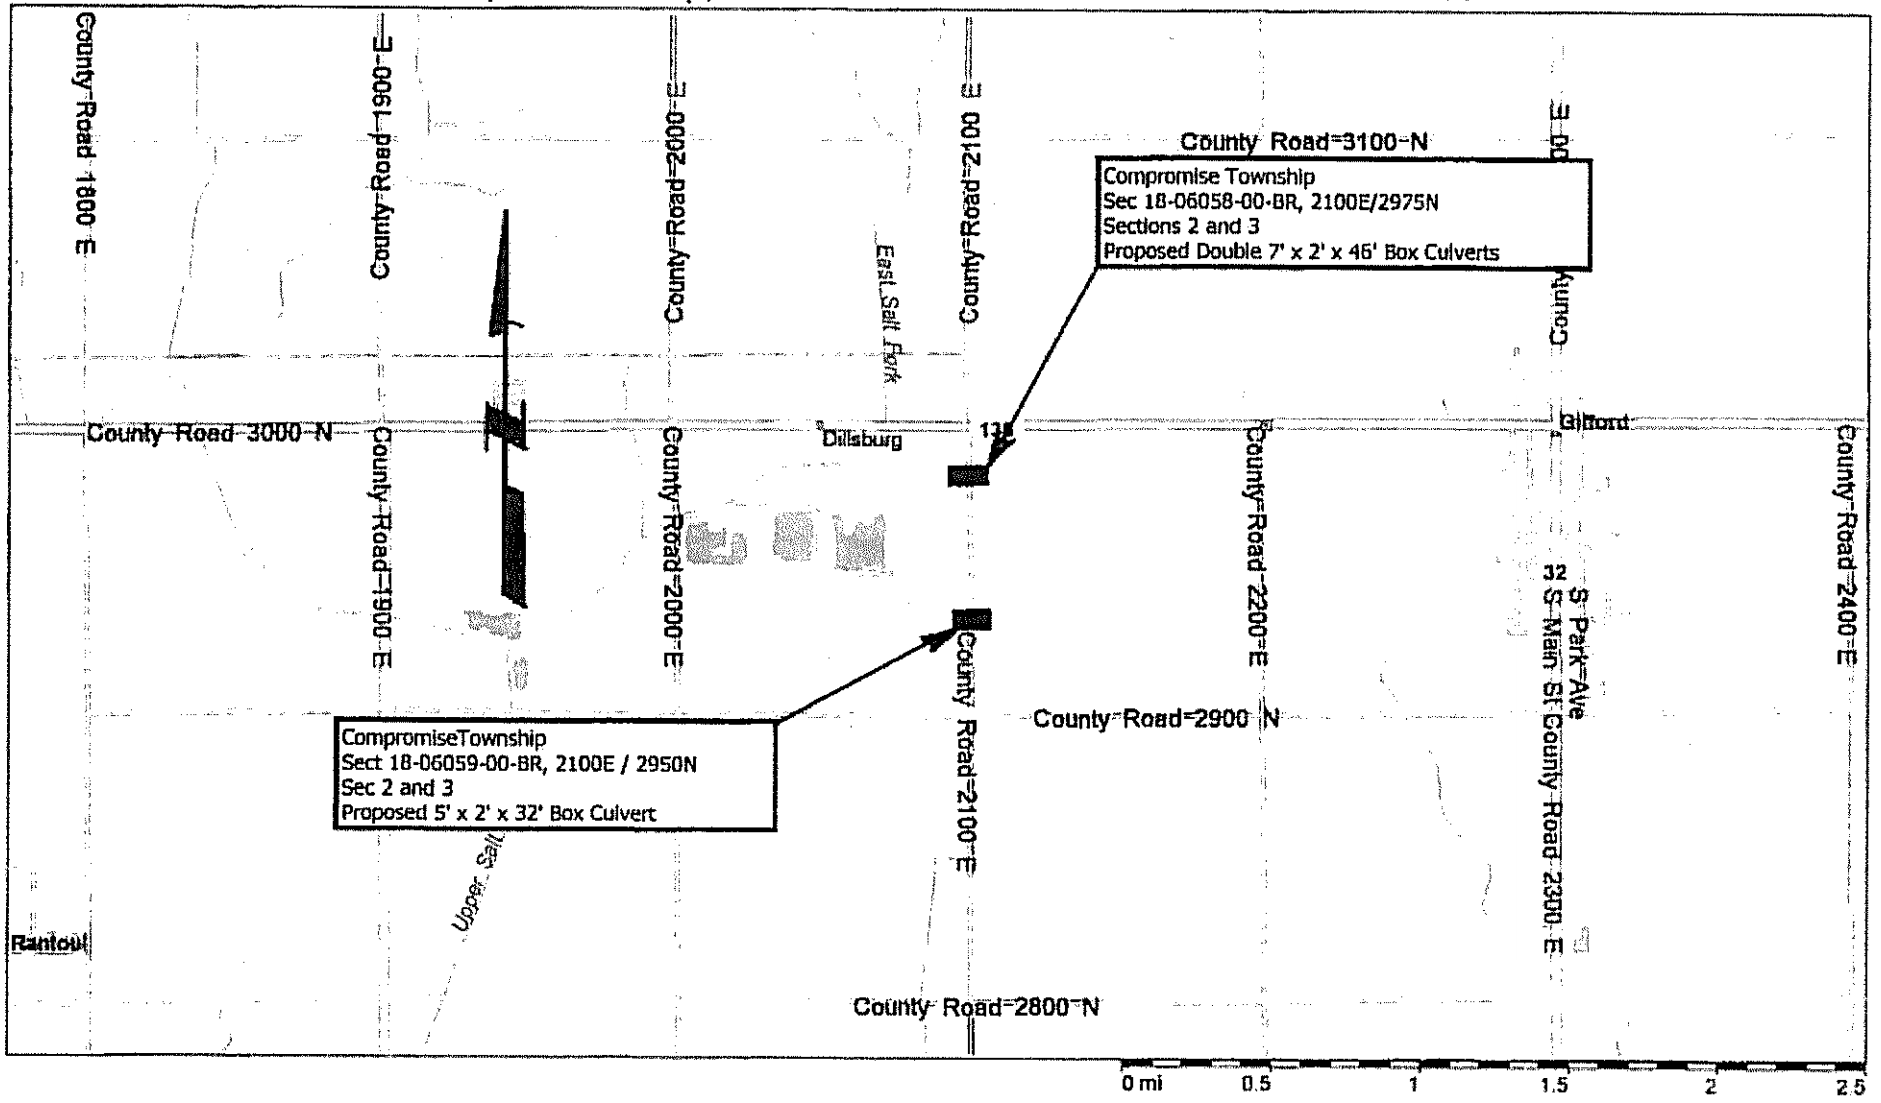 County Road 1800 E
County Road 1900 E
County Road 2000 E
County Road 2100 E
County Road 3100 N
Compromise Township
Sec 18-06058-00-BR, 2100E/2975N
Sections 2 and 3
Proposed Double 7' x 2' x 46' Box Culverts
East Salt Fork
County
00 E
County Road 3000 N
N
Dillsburg
136
Gifford
County Road 1900 E
County Road 2000 E
County Road 2200 E
County Road 2400 E
32
S Park Ave
S Main St County Road 2300 E
County Road 2100 E
County Road 2900 N
CompromiseTownship
Sect 18-06059-00-BR, 2100E / 2950N
Sec 2 and 3
Proposed 5' x 2' x 32' Box Culvert
Upper Salt
Rantoul
County Road 2800 N
0 mi 0.5 1 1.5 2 2.5